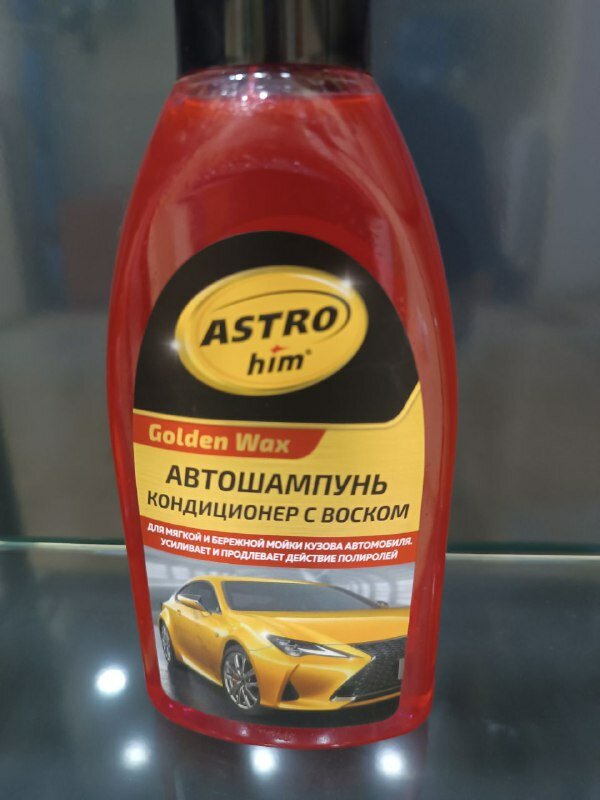 ASTRO
him®
Golden Wax
АВТОШАМПУНЬ
КОНДИЦИОНЕР С ВОСКОМ
ДЛЯ МЯГКОЙ И БЕРЕЖНОЙ МОЙКИ КУЗОВА АВТОМОБИЛЯ.
УСИЛИВАЕТ И ПРОДЛЕВАЕТ ДЕЙСТВИЕ ПОЛИРОЛЕЙ